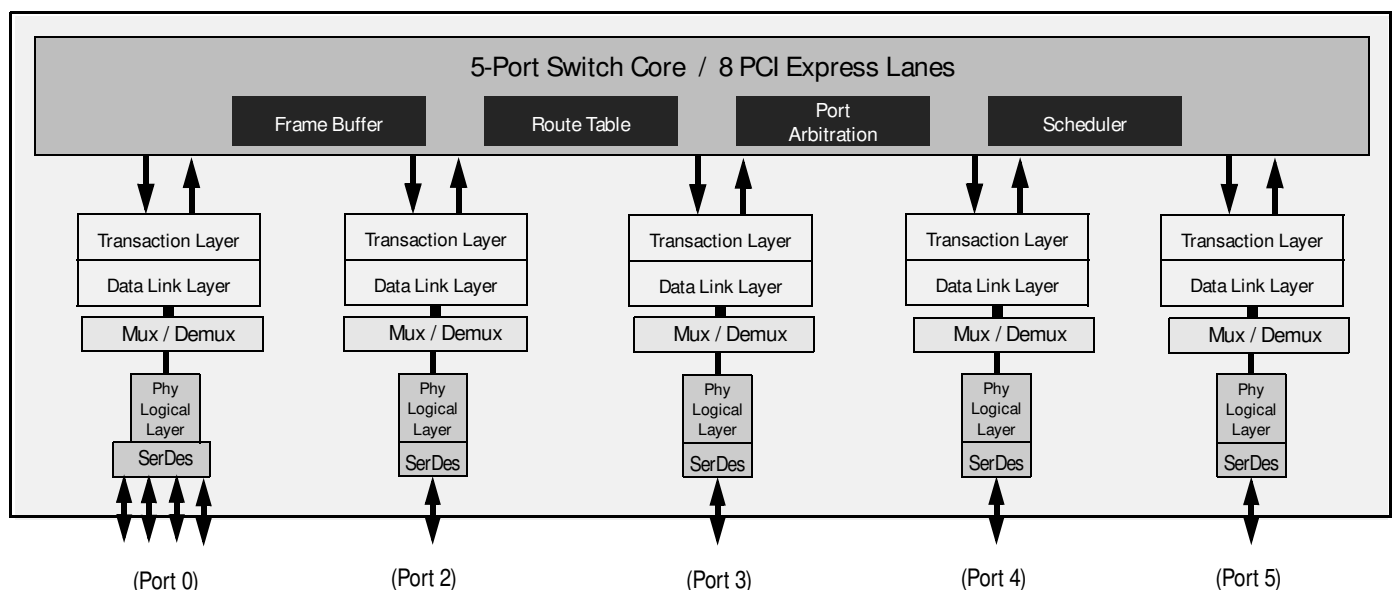 5-Port Switch Core / 8 PCI Express Lanes
Frame Buffer
Route Table
Port
Arbitration
Scheduler
Transaction Layer
Data Link Layer
Mux / Demux
Phy
Logical
Layer
SerDes
(Port 0)
Transaction Layer
Data Link Layer
Mux / Demux
Phy
Logical
Layer
SerDes
(Port 2)
Transaction Layer
Data Link Layer
Mux / Demux
Phy
Logical
Layer
SerDes
(Port 3)
Transaction Layer
Data Link Layer
Mux / Demux
Phy
Logical
Layer
SerDes
(Port 4)
Transaction Layer
Data Link Layer
Mux / Demux
Phy
Logical
Layer
SerDes
(Port 5)